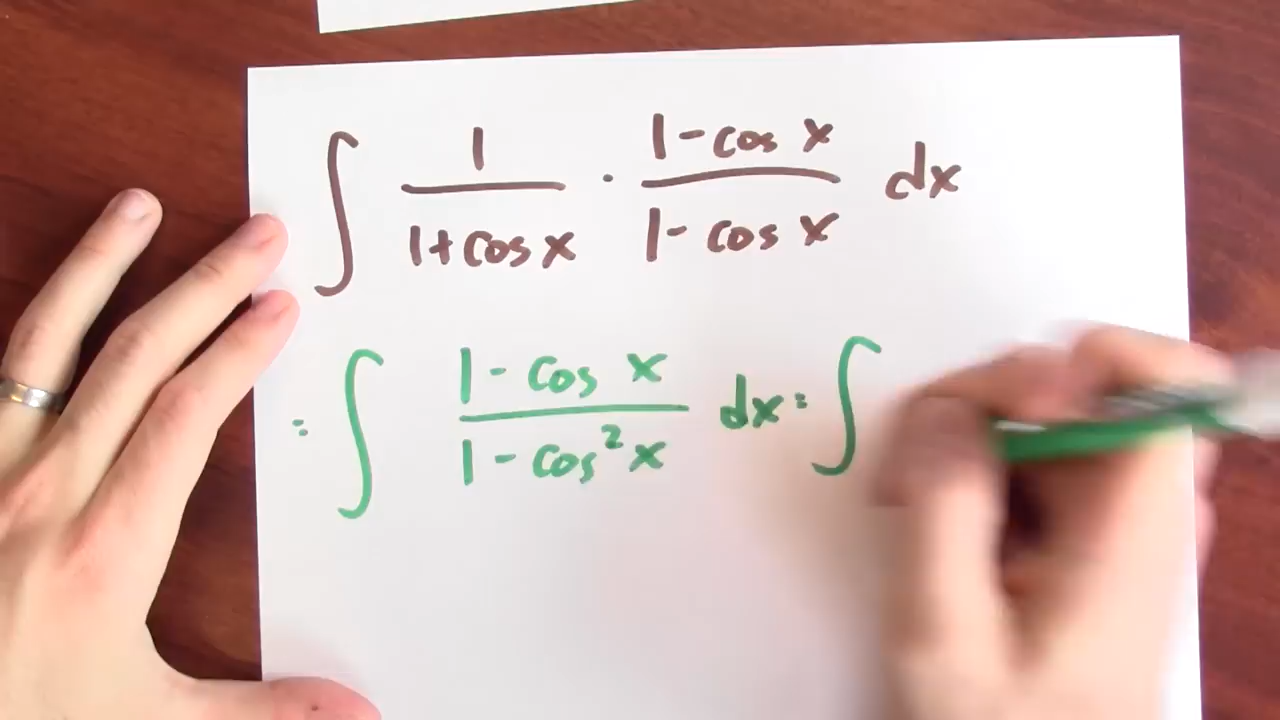 ∫ 1/(1+cos x) · (1-cos x)/(1-cos x) dx
= ∫ (1-cos x)/(1-cos²x) dx = ∫